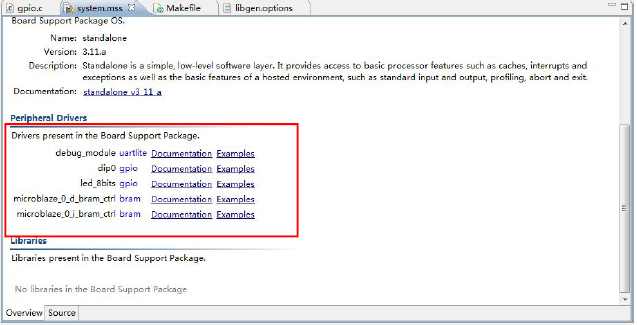 gpio.c system.mss Makefile libgen.options
Board Support Package OS.
Name: standalone
Version: 3.11.a
Description: Standalone is a simple, low-level software layer. It provides access to basic processor features such as caches, interrupts and
exceptions as well as the basic features of a hosted environment, such as standard input and output, profiling, abort and exit.
Documentation: standalone v3 11 a
Peripheral Drivers
Drivers present in the Board Support Package.
debug_module uartlite Documentation Examples
dip0 gpio Documentation Examples
led_8bits gpio Documentation Examples
microblaze_0_d_bram_ctrl bram Documentation Examples
microblaze_0_i_bram_ctrl bram Documentation Examples
Libraries
Libraries present in the Board Support Package.
No libraries in the Board Support Package
Overview Source